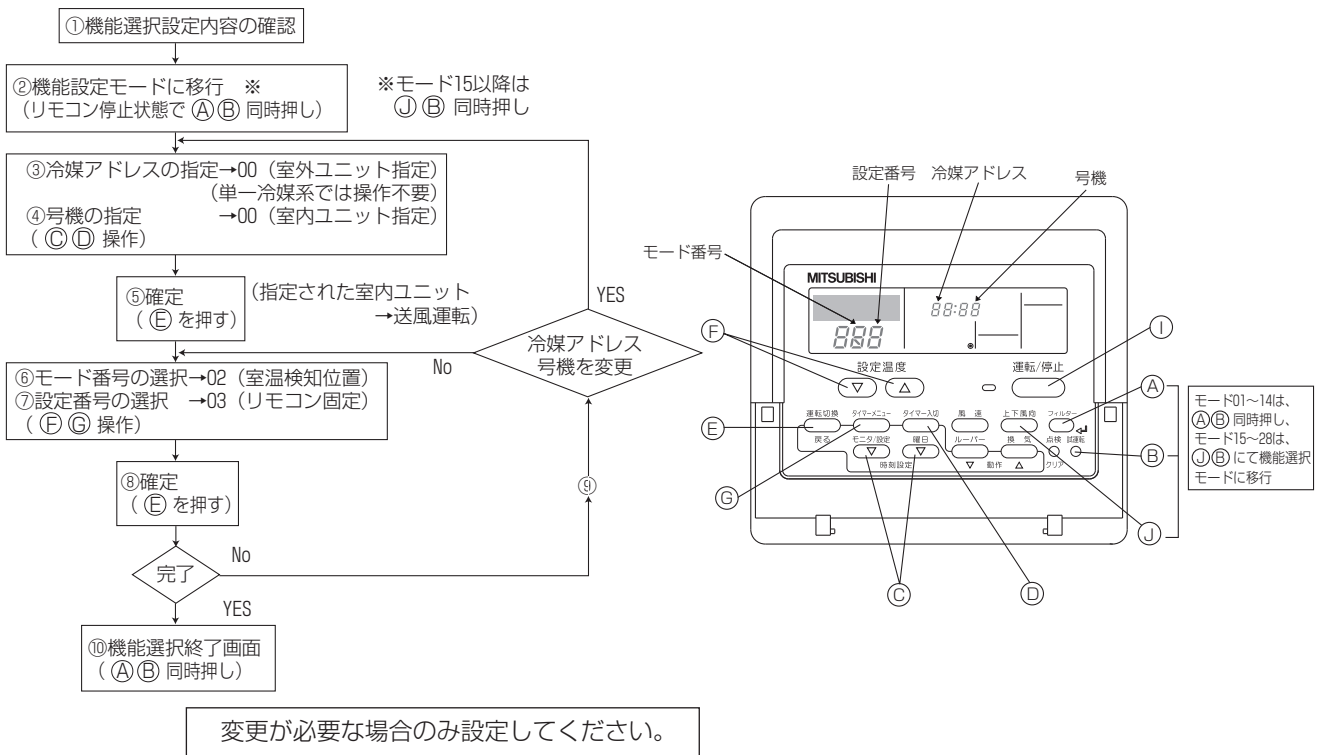 ①機能選択設定内容の確認
②機能設定モードに移行　※
(リモコン停止状態で Ⓐ Ⓑ 同時押し)
※モード15以降は
Ⓙ Ⓑ 同時押し
③冷媒アドレスの指定→00（室外ユニット指定）
（単一冷媒系では操作不要）
④号機の指定　→00（室内ユニット指定）
( Ⓒ Ⓓ 操作)
⑤確定
( Ⓔ を押す)
(指定された室内ユニット
→送風運転)
YES
冷媒アドレス
号機を変更
No
⑥モード番号の選択→02（室温検知位置）
⑦設定番号の選択　→03（リモコン固定）
( Ⓕ Ⓖ 操作)
⑧確定
( Ⓔ を押す)
⑨
完了
No
YES
⑩機能選択終了画面
( Ⓐ Ⓑ 同時押し)
変更が必要な場合のみ設定してください。
設定番号　冷媒アドレス　号機
モード番号
MITSUBISHI
88:88
888
設定温度　運転/停止
▽ △
運転切換　タイマーメニュー　タイマー入切　風 速　上下風向　フィルター
戻る　モニタ/設定　曜日　ルーバー　換 気　点検　試運転
▽ ▽ ▽ 動作 △ クリア
時刻設定
Ⓕ
Ⓔ
Ⓖ
Ⓒ
Ⓓ
Ⓘ
Ⓐ
Ⓑ
Ⓙ
モード01～14は、
Ⓐ Ⓑ 同時押し、
モード15～28は、
Ⓙ Ⓑ にて機能選択
モードに移行